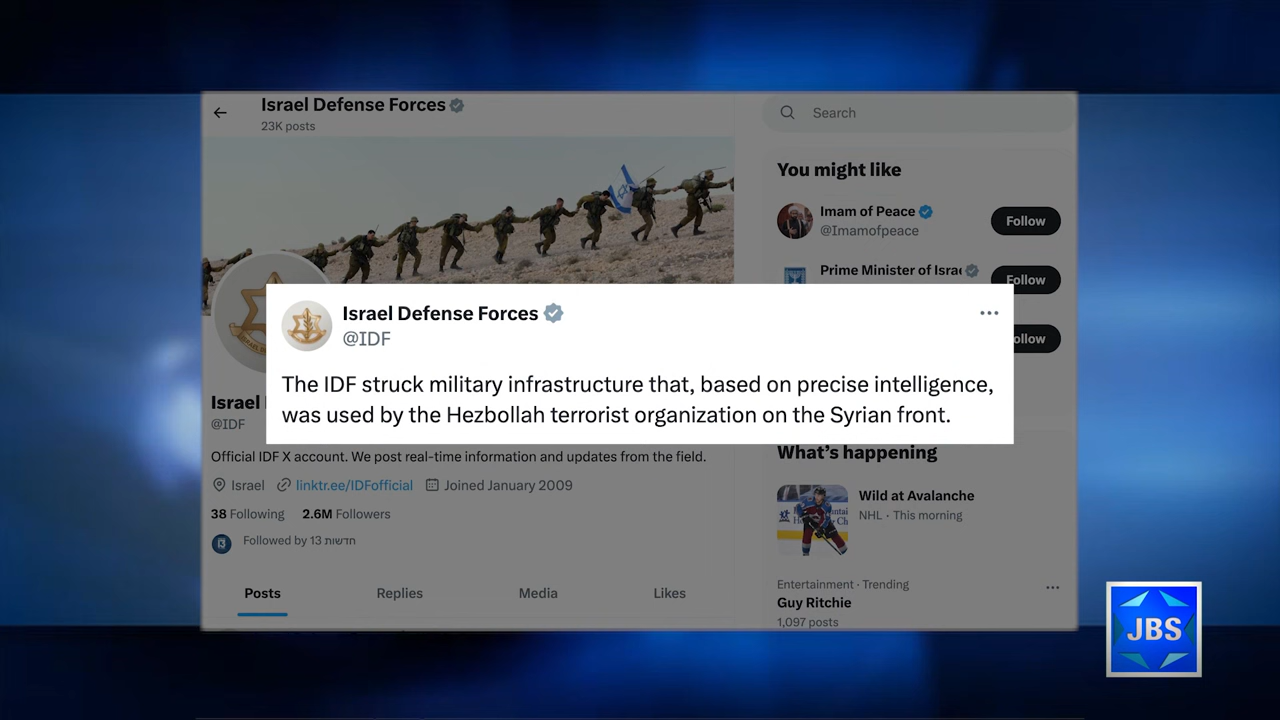 Israel Defense Forces
23K posts
Search
You might like
Imam of Peace
@Imamofpeace
Follow
Prime Minister of
Follow
Israel Defense Forces
@IDF
The IDF struck military infrastructure that, based on precise intelligence,
was used by the Hezbollah terrorist organization on the Syrian front.
Israel
@IDF
Official IDF X account. We post real-time information and updates from the field.
Israel
linktr.ee/IDFofficial
Joined January 2009
38 Following
2.6M Followers
Followed by חדשות 13
Posts
Replies
Media
Likes
What's happening
Wild at Avalanche
NHL · This morning
Entertainment · Trending
Guy Ritchie
1,097 posts
JBS